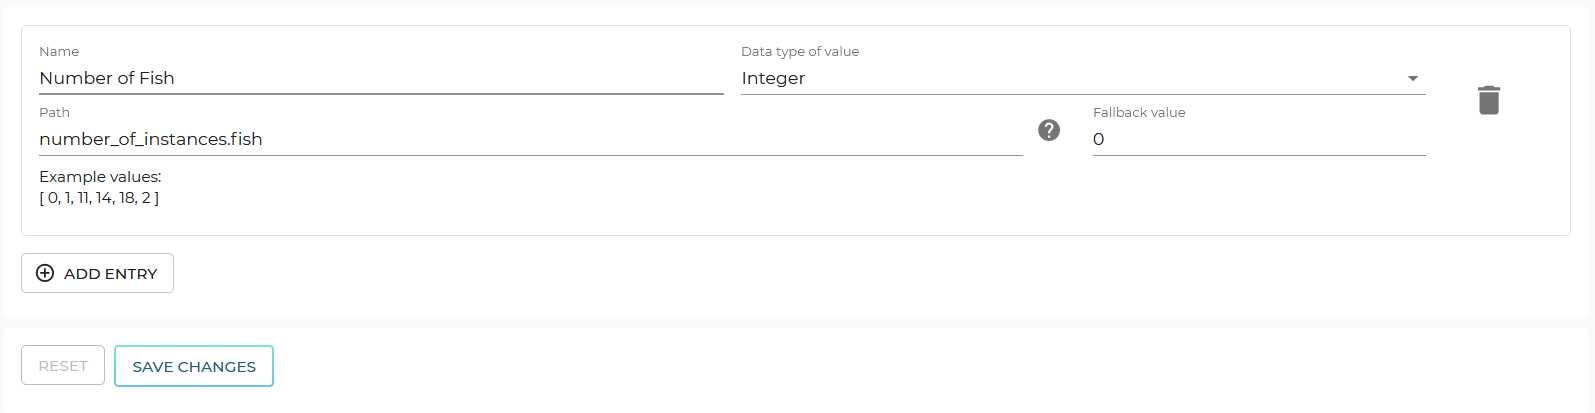 Name
Number of Fish
Data type of value
Integer
Path
number_of_instances.fish
Fallback value
0
Example values:
[ 0, 1, 11, 14, 18, 2 ]
ADD ENTRY
RESET
SAVE CHANGES